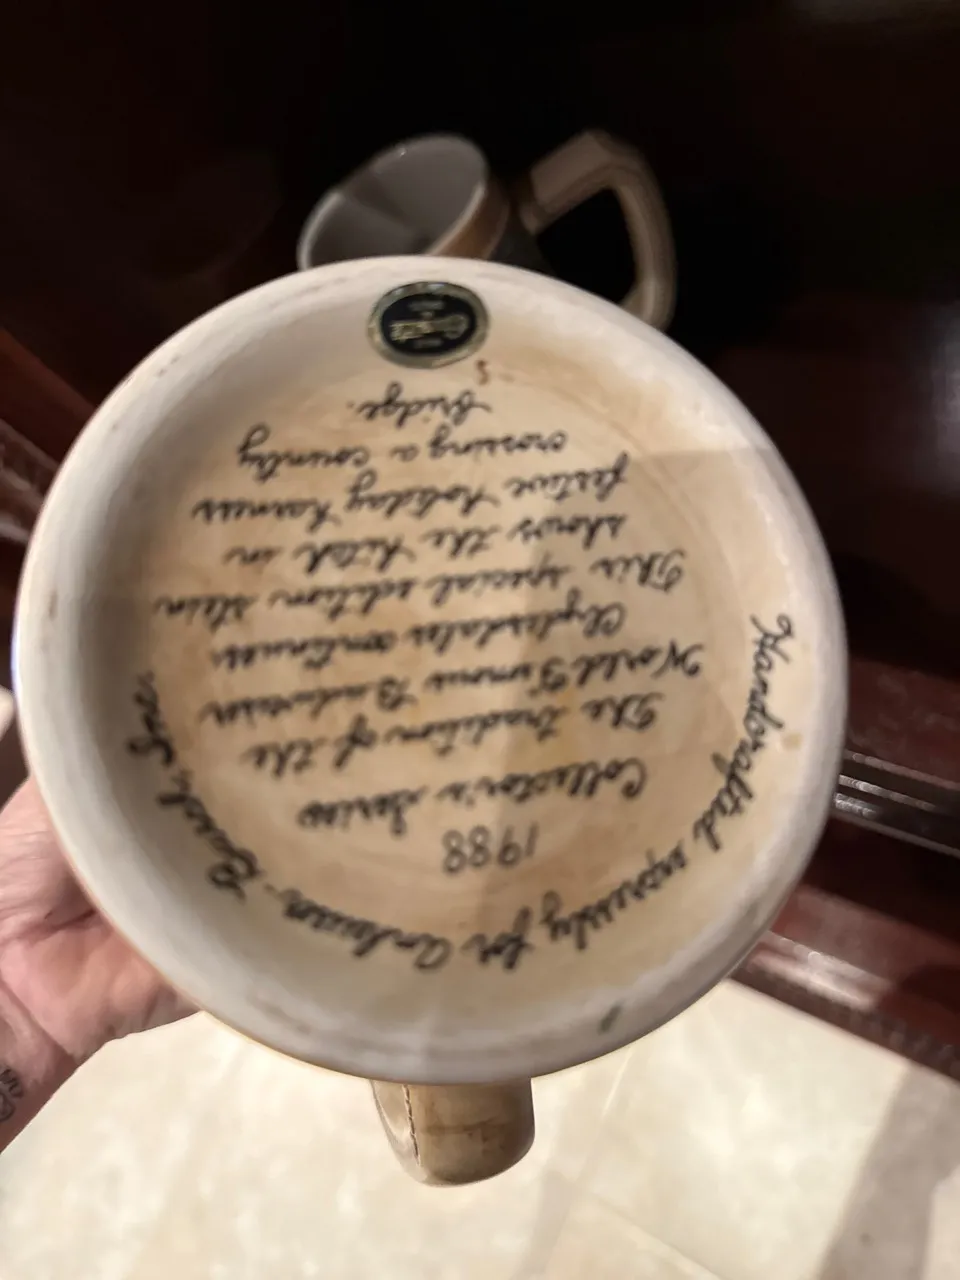 Handcrafted expressly for Anheuser-Busch, Inc.
1988
Collector's Series
The tradition of the
World Famous Budweiser
Clydesdales continues.
This special edition stein
shows the hitch in
festive holiday harness
crossing a country
bridge.